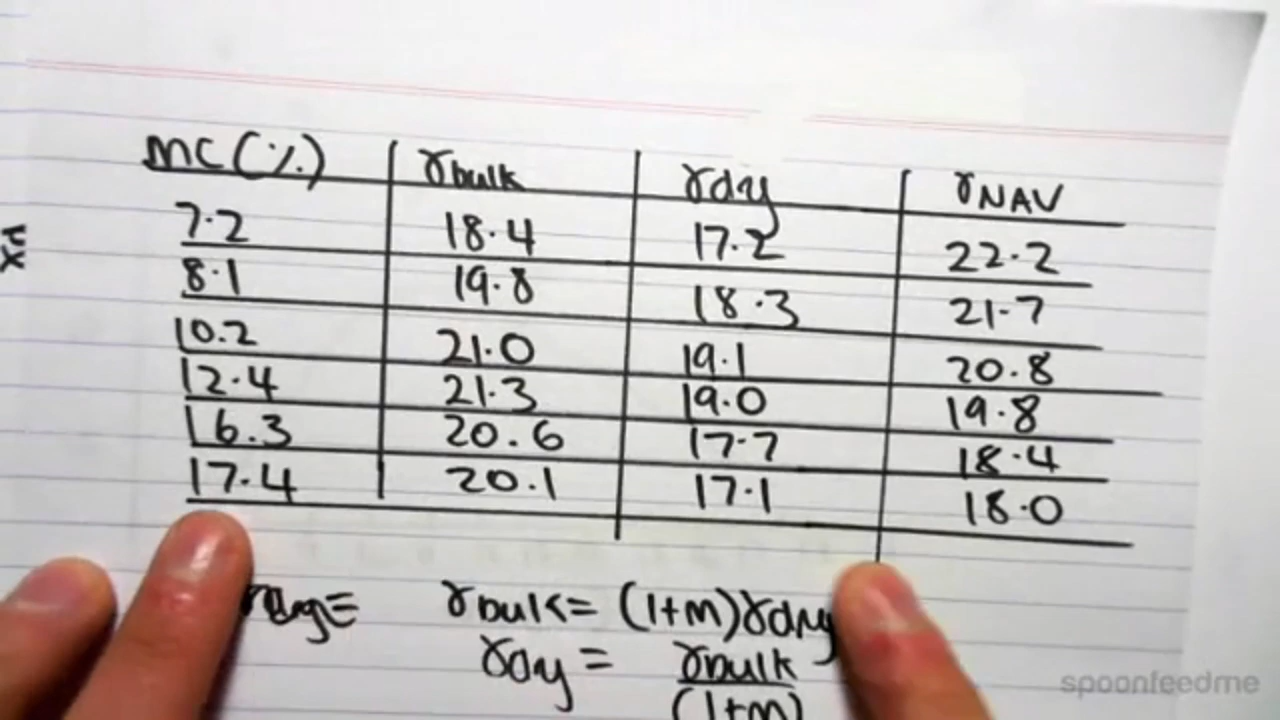 MC(%) γbulk γdry γNAV
7.2 18.4 17.2 22.2
8.1 19.8 18.3 21.7
10.2 21.0 19.1 20.8
12.4 21.3 19.0 19.8
16.3 20.6 17.7 18.4
17.4 20.1 17.1 18.0
γbulk= (1+m)γdry
γdry = γbulk
(1+m)
spoonfeedme